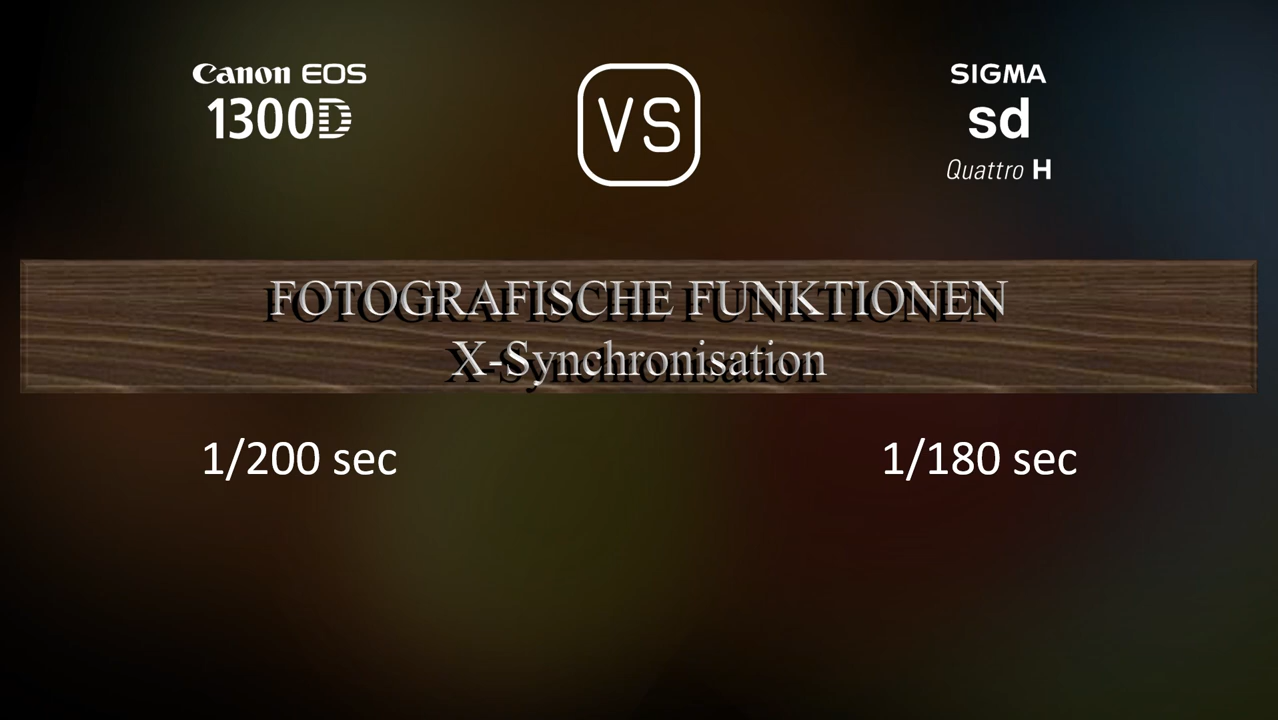 Canon EOS
1300D
VS
SIGMA
sd
Quattro H
FOTOGRAFISCHE FUNKTIONEN
X-Synchronisation
1/200 sec
1/180 sec